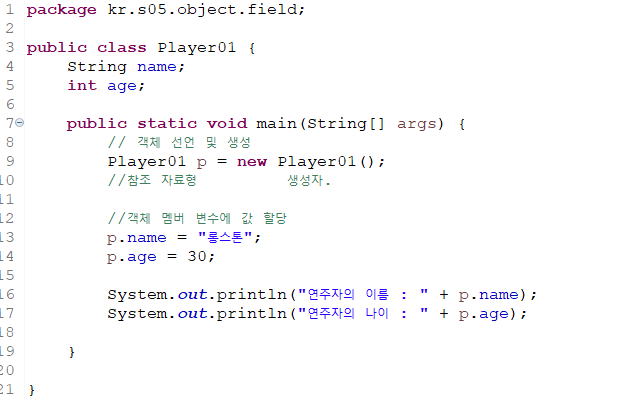 1 package kr.s05.object.field;
2
3 public class Player01 {
4     String name;
5     int age;
6
7     public static void main(String[] args) {
8         // 객체 선언 및 생성
9         Player01 p = new Player01();
10         //참조 자료형         생성자.
11
12         //객체 멤버 변수에 값 할당
13         p.name = "롱스톤";
14         p.age = 30;
15
16         System.out.println("연주자의 이름 : " + p.name);
17         System.out.println("연주자의 나이 : " + p.age);
18
19     }
20
21 }